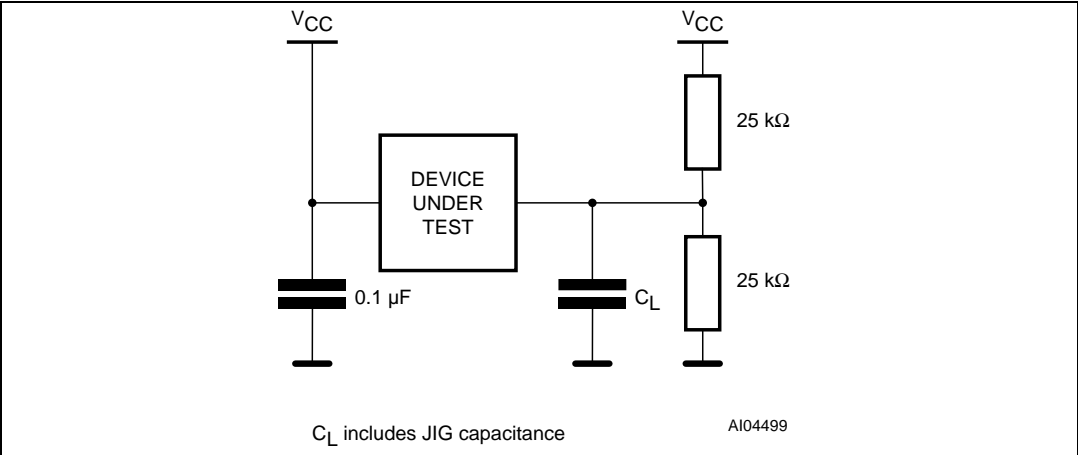 VCC
VCC
25 kΩ
DEVICE
UNDER
TEST
25 kΩ
0.1 µF
CL
CL includes JIG capacitance
AI04499